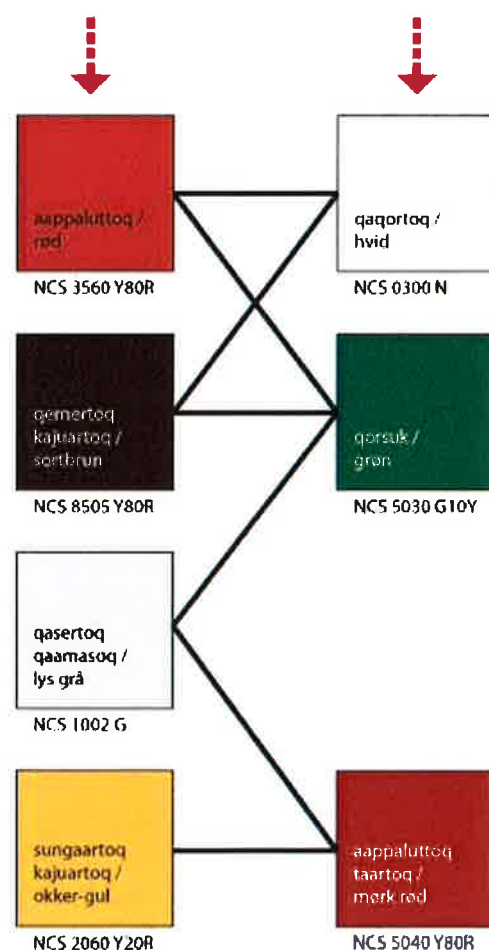 aappaluttoq /
rød
NCS 3560 Y80R
qaqortoq /
hvid
NCS 0300 N
qernertoq
kajuartoq /
sortbrun
NCS 8505 Y80R
qorsuk /
grøn
NCS 5030 G10Y
qasertoq
qaamasoq /
lys grå
NCS 1002 G
sungaartoq
kajuartoq /
okker-gul
NCS 2060 Y20R
aappaluttoq
taartoq /
mørk rød
NCS 5040 Y80R